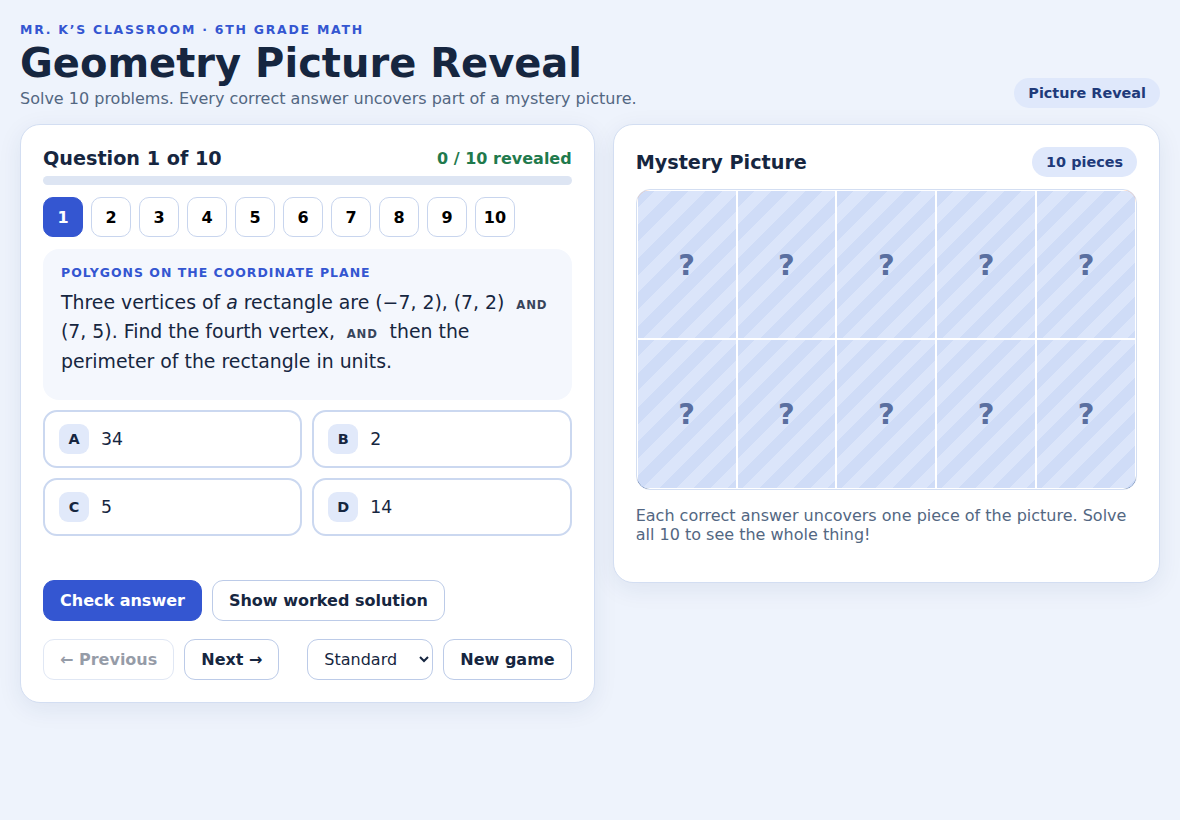 MR. K’S CLASSROOM · 6TH GRADE MATH
Geometry Picture Reveal
Solve 10 problems. Every correct answer uncovers part of a mystery picture.
Picture Reveal
Question 1 of 10
0 / 10 revealed
1 2 3 4 5 6 7 8 9 10
POLYGONS ON THE COORDINATE PLANE
Three vertices of a rectangle are (−7, 2), (7, 2) AND
(7, 5). Find the fourth vertex, AND then the
perimeter of the rectangle in units.
A 34
B 2
C 5
D 14
Check answer
Show worked solution
← Previous
Next →
Standard
New game
Mystery Picture
10 pieces
? ? ? ? ?
? ? ? ? ?
Each correct answer uncovers one piece of the picture. Solve
all 10 to see the whole thing!